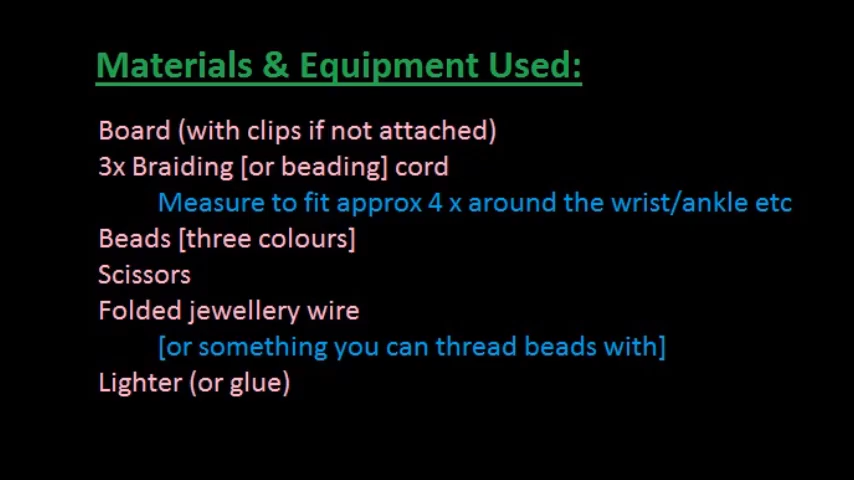 Materials & Equipment Used:
Board (with clips if not attached)
3x Braiding [or beading] cord
Measure to fit approx 4 x around the wrist/ankle etc
Beads [three colours]
Scissors
Folded jewellery wire
[or something you can thread beads with]
Lighter (or glue)